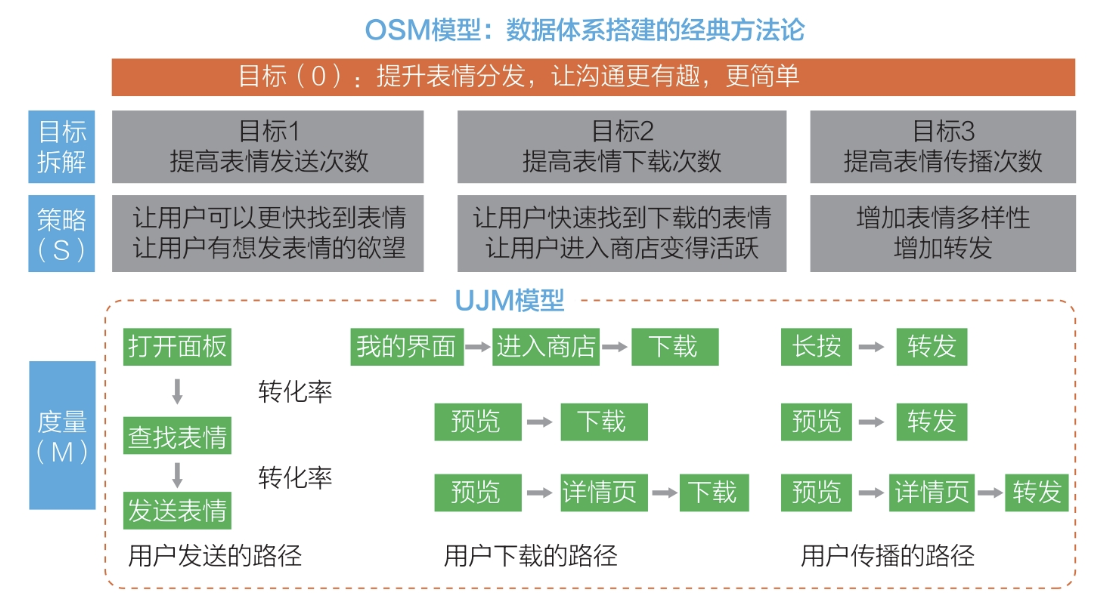 OSM模型：数据体系搭建的经典方法论
目标（0）：提升表情分发，让沟通更有趣，更简单
目标
拆解
目标1
提高表情发送次数
目标2
提高表情下载次数
目标3
提高表情传播次数
策略
（S）
让用户可以更快找到表情
让用户有想发表情的欲望
让用户快速找到下载的表情
让用户进入商店变得活跃
增加表情多样性
增加转发
UJM模型
度量
（M）
打开面板
转化率
查找表情
转化率
发送表情
用户发送的路径
我的界面
进入商店
下载
预览
下载
预览
详情页
下载
用户下载的路径
长按
转发
预览
转发
预览
详情页
转发
用户传播的路径